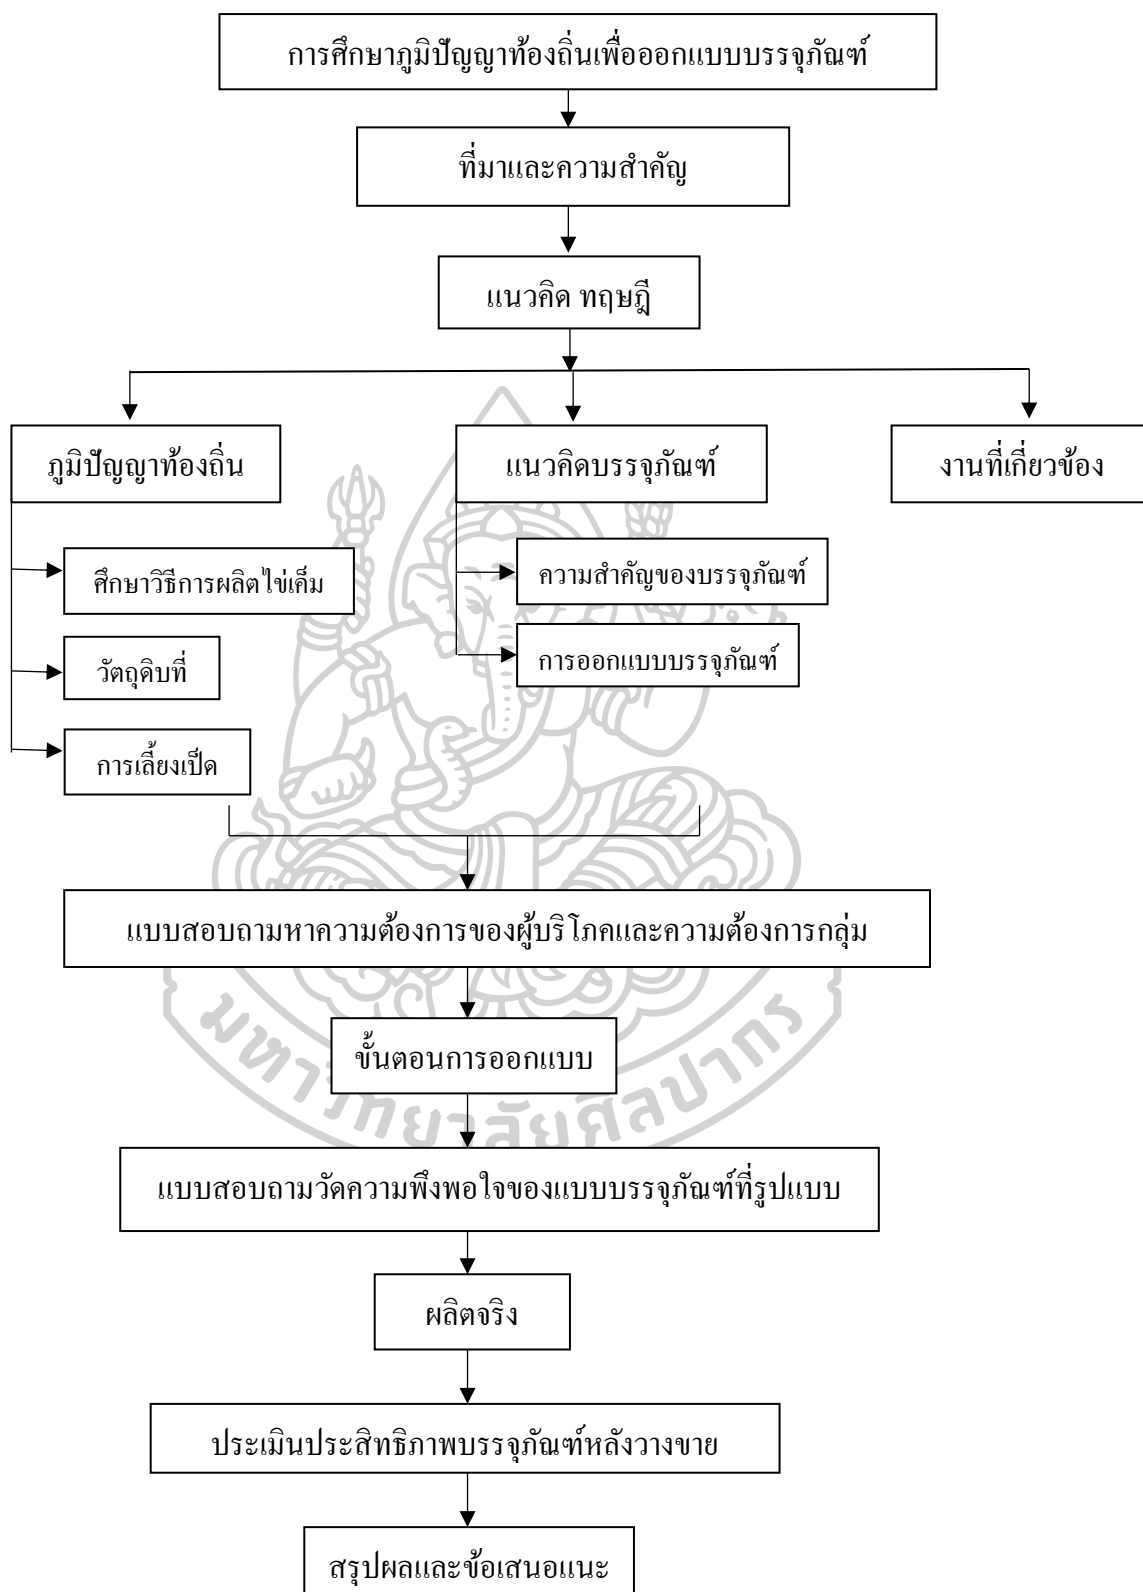 การศึกษาภูมิปัญญาท้องถิ่นเพื่อออกแบบบรรจุภัณฑ์
ที่มาและความสำคัญ
แนวคิด ทฤษฎี
ภูมิปัญญาท้องถิ่น
แนวคิดบรรจุภัณฑ์
งานที่เกี่ยวข้อง
ศึกษาวิธีการผลิตไข่เค็ม
ความสำคัญของบรรจุภัณฑ์
วัตถุดิบที่
การออกแบบบรรจุภัณฑ์
การเลี้ยงเป็ด
แบบสอบถามหาความต้องการของผู้บริโภคและความต้องการกลุ่ม
ขั้นตอนการออกแบบ
มหาวิทยาลัยศิลปากร
แบบสอบถามวัดความพึงพอใจของแบบบรรจุภัณฑ์ที่รูปแบบ
ผลิตจริง
ประเมินประสิทธิภาพบรรจุภัณฑ์หลังวางขาย
สรุปผลและข้อเสนอแนะ